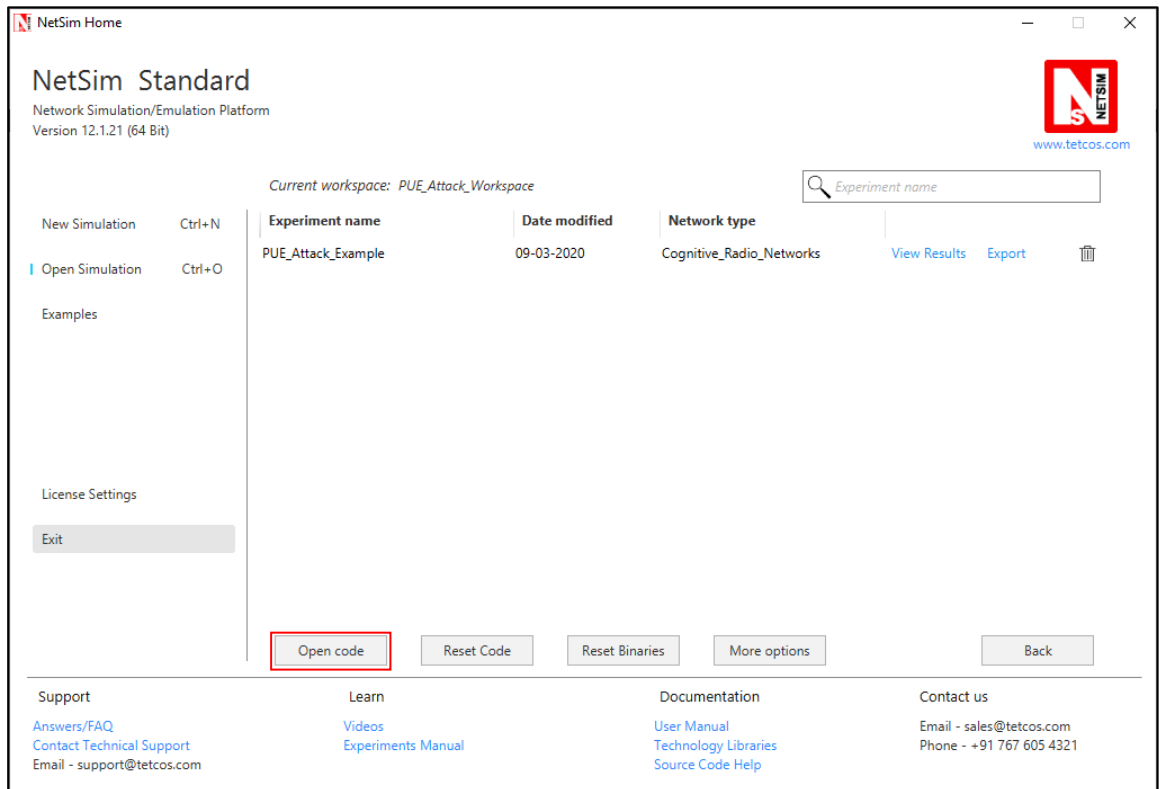 NetSim Home
NetSim Standard
Network Simulation/Emulation Platform
Version 12.1.21 (64 Bit)
NS NETSIM
www.tetcos.com
Current workspace: PUE_Attack_Workspace
Experiment name
New Simulation Ctrl+N
Open Simulation Ctrl+O
Examples
License Settings
Exit
Experiment name Date modified Network type
PUE_Attack_Example 09-03-2020 Cognitive_Radio_Networks View Results Export
Open code Reset Code Reset Binaries More options Back
Support
Answers/FAQ
Contact Technical Support
Email - support@tetcos.com
Learn
Videos
Experiments Manual
Documentation
User Manual
Technology Libraries
Source Code Help
Contact us
Email - sales@tetcos.com
Phone - +91 767 605 4321